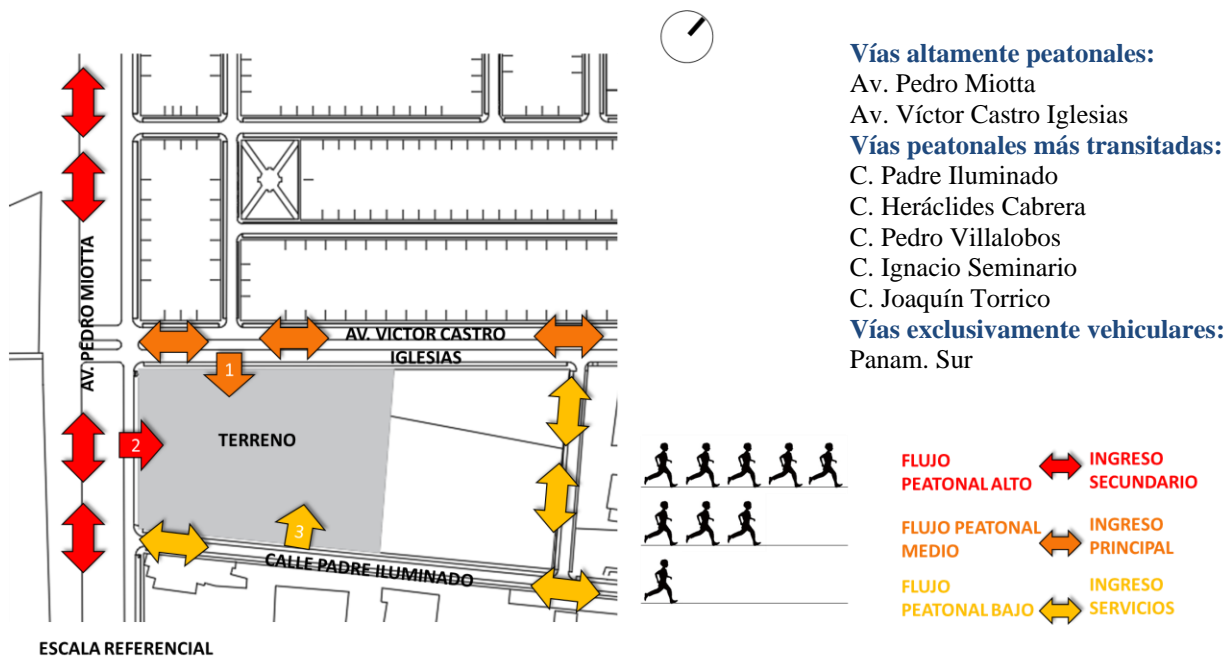 Vías altamente peatonales:
Av. Pedro Miotta
Av. Víctor Castro Iglesias
Vías peatonales más transitadas:
C. Padre Iluminado
C. Heráclides Cabrera
C. Pedro Villalobos
C. Ignacio Seminario
C. Joaquín Torrico
Vías exclusivamente vehiculares:
Panam. Sur
AV. PEDRO MIOTTA
AV. VICTOR CASTRO
IGLESIAS
1
2
TERRENO
3
CALLE PADRE ILUMINADO
ESCALA REFERENCIAL
FLUJO
PEATONAL ALTO
INGRESO
SECUNDARIO
FLUJO PEATONAL
MEDIO
INGRESO
PRINCIPAL
FLUJO
PEATONAL BAJO
INGRESO
SERVICIOS